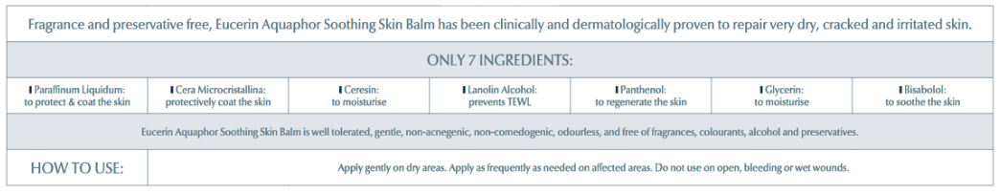 Fragrance and preservative free, Eucerin Aquaphor Soothing Skin Balm has been clinically and dermatologically proven to repair very dry, cracked and irritated skin.
ONLY 7 INGREDIENTS:
Paraffinum Liquidum:
to protect & coat the skin
Cera Microcristallina:
protectively coat the skin
Ceresin:
to moisturise
Lanolin Alcohol:
prevents TEWL
Panthenol:
to regenerate the skin
Glycerin:
to moisturise
Bisabolol:
to soothe the skin
Eucerin Aquaphor Soothing Skin Balm is well tolerated, gentle, non-acnegenic, non-comedogenic, odourless, and free of fragrances, colourants, alcohol and preservatives.
HOW TO USE:
Apply gently on dry areas. Apply as frequently as needed on affected areas. Do not use on open, bleeding or wet wounds.